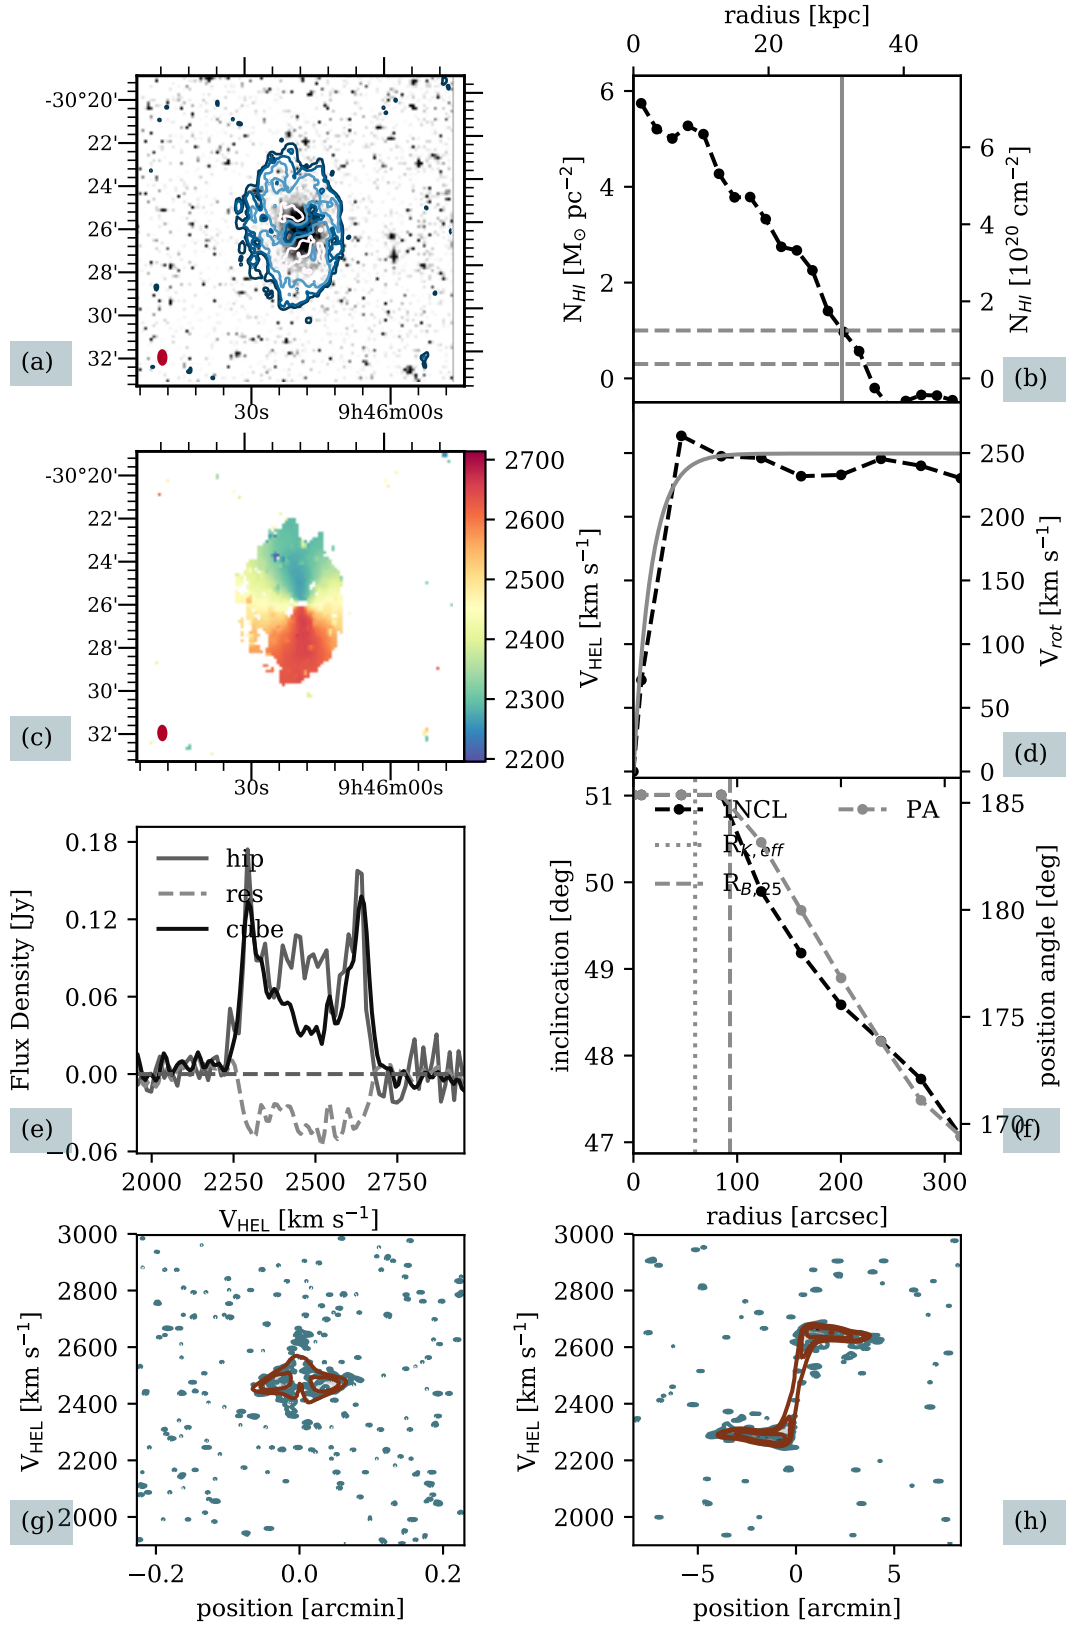 radius [kpc]
0 20 40
-30°20'
22'
24'
26'
28'
30'
32'
(a)
30s 9h46m00s
6
4
2
0
N_HI [M⊙ pc⁻²]
6
4
2
0
N_HI [10²⁰ cm⁻²]
(b)
-30°20'
22'
24'
26'
28'
30'
32'
(c)
30s 9h46m00s
2700
2600
2500
2400
2300
2200
V_HEL [km s⁻¹]
250
200
150
100
50
0
V_rot [km s⁻¹]
(d)
0.18
0.12
0.06
0.00
−0.06
Flux Density [Jy]
hip
res
cube
(e)
2000 2250 2500 2750
V_HEL [km s⁻¹]
51
50
49
48
47
inclincation [deg]
INCL
PA
R_K,eff
R_B,25
185
180
175
170
position angle [deg]
(f)
0 100 200 300
radius [arcsec]
3000
2800
2600
2400
2200
2000
V_HEL [km s⁻¹]
(g)
−0.2 0.0 0.2
position [arcmin]
3000
2800
2600
2400
2200
2000
V_HEL [km s⁻¹]
(h)
−5 0 5
position [arcmin]